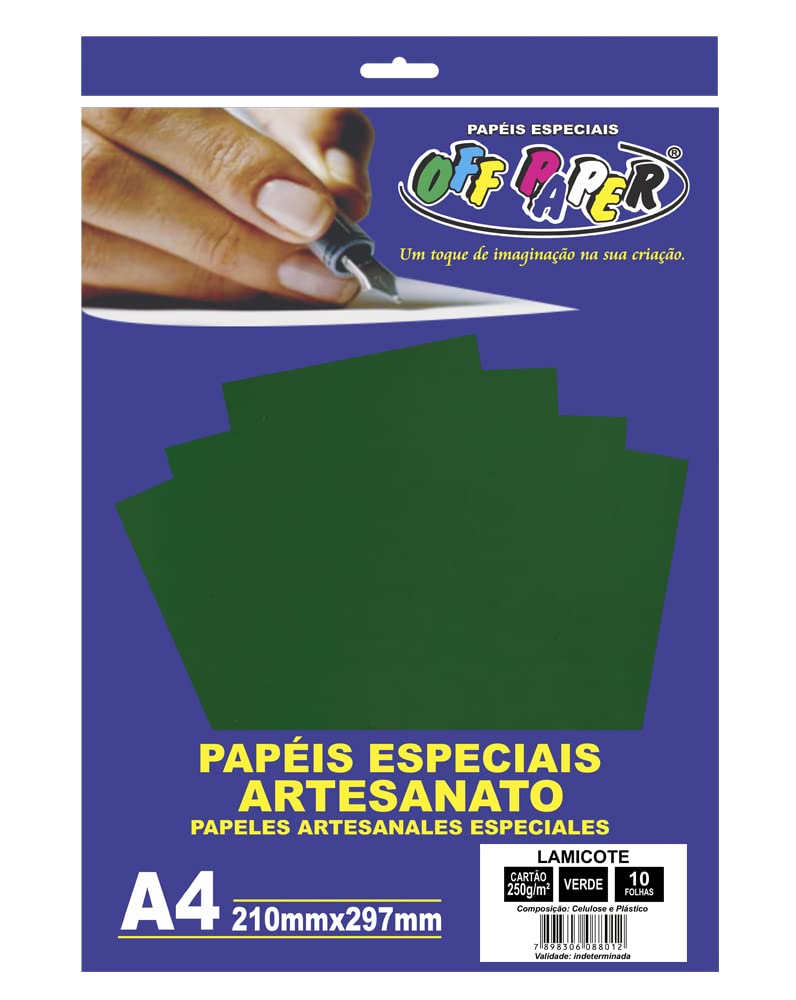 PAPÉIS ESPECIAIS
OFF PAPER®
Um toque de imaginação na sua criação.
PAPÉIS ESPECIAIS
ARTESANATO
PAPELES ARTESANALES ESPECIALES
A4 210mmx297mm
LAMICOTE
CARTÃO 250g/m² VERDE 10 FOLHAS
Composição: Celulose e Plástico
7 898306 088012
Validade: indeterminada